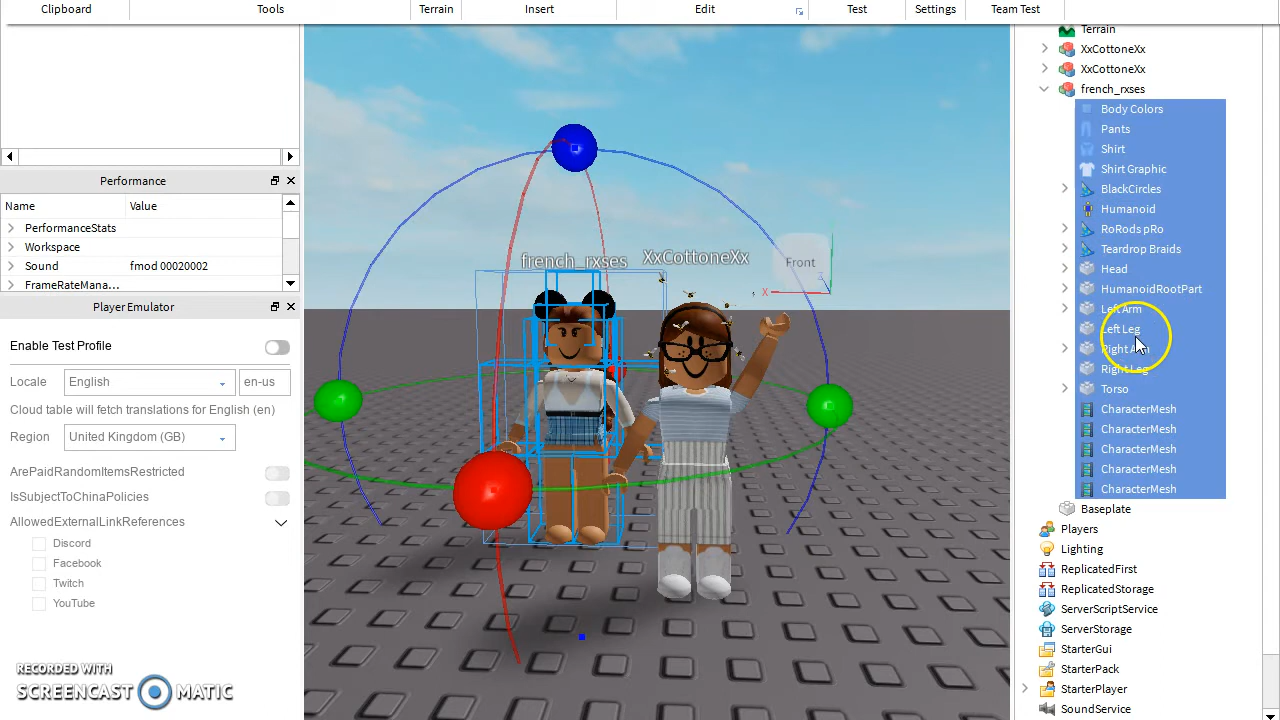 Clipboard
Tools
Terrain
Insert
Edit
Test
Settings
Team Test
Performance
Name
Value
PerformanceStats
Workspace
Sound
fmod 00020002
FrameRateMana...
Player Emulator
Enable Test Profile
Locale
English
en-us
Cloud table will fetch translations for English (en)
Region
United Kingdom (GB)
ArePaidRandomItemsRestricted
IsSubjectToChinaPolicies
AllowedExternalLinkReferences
Discord
Facebook
Twitch
YouTube
RECORDED WITH
SCREENCAST MATIC
french_rxses
XxCottoneXx
Front
X
Z
Terrain
XxCottoneXx
XxCottoneXx
french_rxses
Body Colors
Pants
Shirt
Shirt Graphic
BlackCircles
Humanoid
RoRods pRo
Teardrop Braids
Head
HumanoidRootPart
Left Arm
Left Leg
Right Arm
Right Leg
Torso
CharacterMesh
CharacterMesh
CharacterMesh
CharacterMesh
CharacterMesh
Baseplate
Players
Lighting
ReplicatedFirst
ReplicatedStorage
ServerScriptService
ServerStorage
StarterGui
StarterPack
StarterPlayer
SoundService